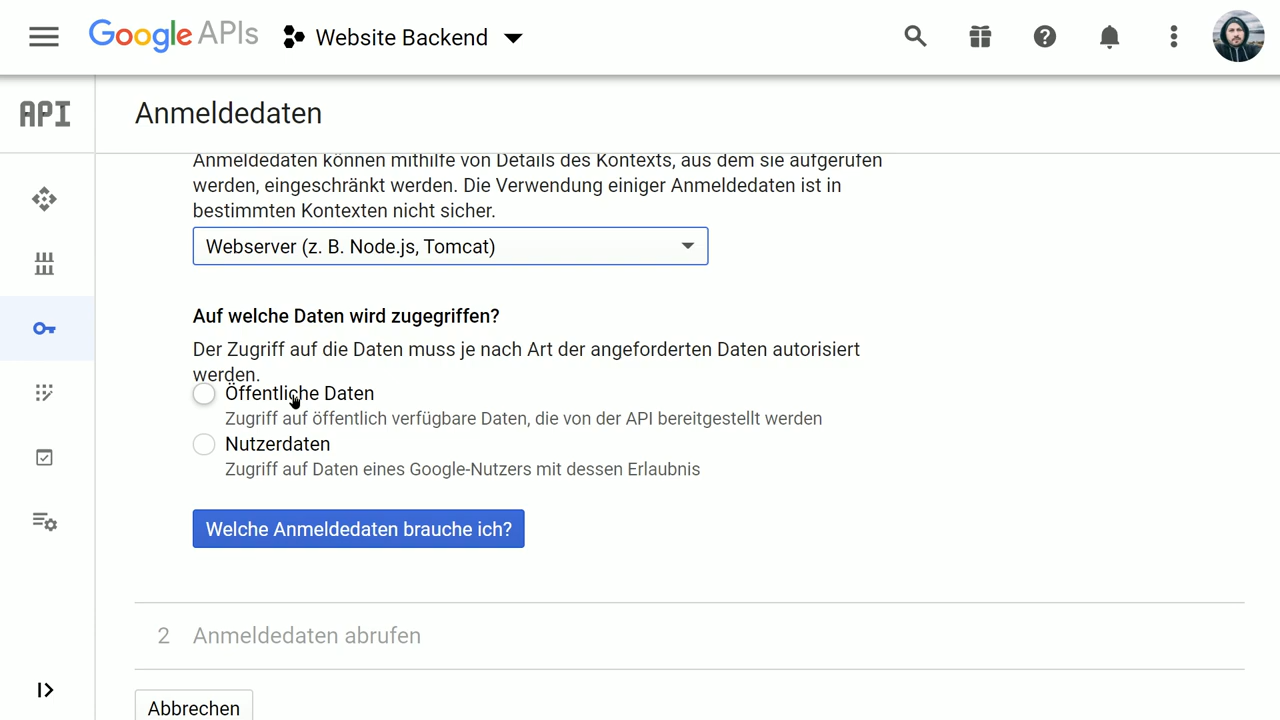 Google APIs
Website Backend
API
Anmeldedaten
Anmeldedaten können mithilfe von Details des Kontexts, aus dem sie aufgerufen
werden, eingeschränkt werden. Die Verwendung einiger Anmeldedaten ist in
bestimmten Kontexten nicht sicher.
Webserver (z. B. Node.js, Tomcat)
Auf welche Daten wird zugegriffen?
Der Zugriff auf die Daten muss je nach Art der angeforderten Daten autorisiert
werden.
Öffentliche Daten
Zugriff auf öffentlich verfügbare Daten, die von der API bereitgestellt werden
Nutzerdaten
Zugriff auf Daten eines Google-Nutzers mit dessen Erlaubnis
Welche Anmeldedaten brauche ich?
2 Anmeldedaten abrufen
Abbrechen